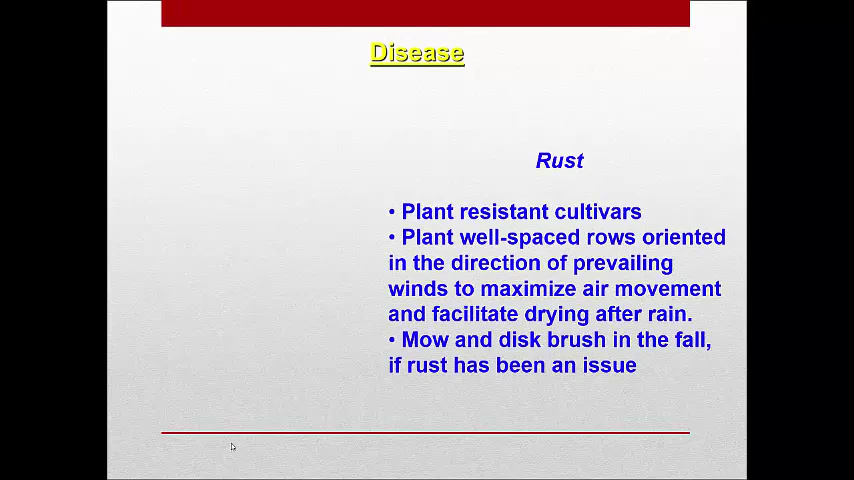 Disease
Rust
• Plant resistant cultivars
• Plant well-spaced rows oriented
in the direction of prevailing
winds to maximize air movement
and facilitate drying after rain.
• Mow and disk brush in the fall,
if rust has been an issue